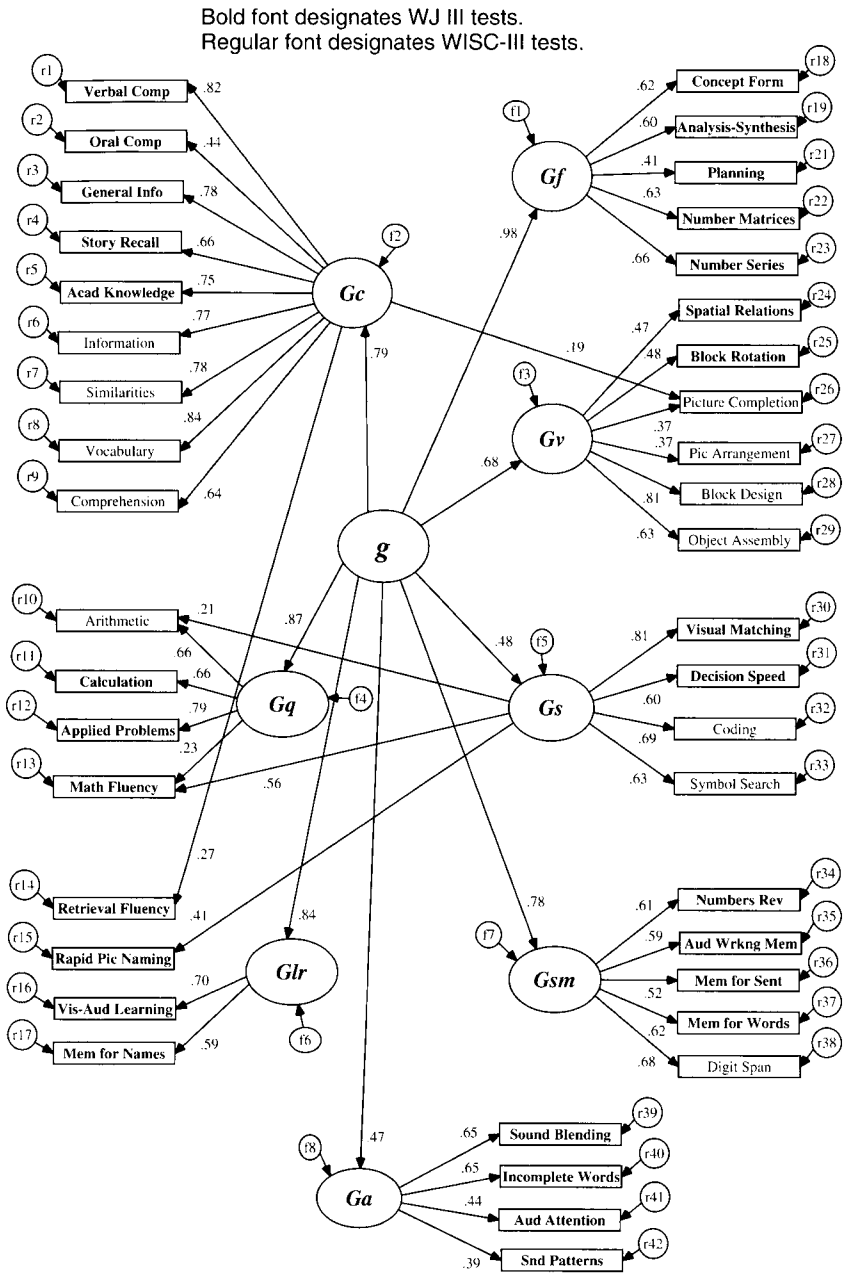 Bold font designates WJ III tests.
Regular font designates WISC-III tests.
r1
Verbal Comp
.82
r2
Oral Comp
.44
r3
General Info
.78
r4
Story Recall
.66
r5
Acad Knowledge
.75
r6
Information
.77
r7
Similarities
.78
r8
Vocabulary
.84
r9
Comprehension
.64
f2
Gc
.79
.19
f1
Gf
.98
.62
Concept Form
r18
.60
Analysis-Synthesis
r19
.41
Planning
r21
.63
Number Matrices
r22
.66
Number Series
r23
f3
Gv
.68
.47
Spatial Relations
r24
.48
Block Rotation
r25
.37
Picture Completion
r26
.37
Pic Arrangement
r27
.81
Block Design
r28
.63
Object Assembly
r29
g
r10
Arithmetic
.21
.66
r11
Calculation
.66
r12
Applied Problems
.79
r13
Math Fluency
.23
.56
.87
Gq
f4
.48
f5
Gs
.81
Visual Matching
r30
.60
Decision Speed
r31
.69
Coding
r32
.63
Symbol Search
r33
r14
Retrieval Fluency
.27
r15
Rapid Pic Naming
.41
r16
Vis-Aud Learning
.70
r17
Mem for Names
.59
.84
Glr
f6
.78
f7
Gsm
.61
Numbers Rev
r34
.59
Aud Wrkng Mem
r35
.52
Mem for Sent
r36
.62
Mem for Words
r37
.68
Digit Span
r38
.47
f8
Ga
.65
Sound Blending
r39
.65
Incomplete Words
r40
.44
Aud Attention
r41
.39
Snd Patterns
r42